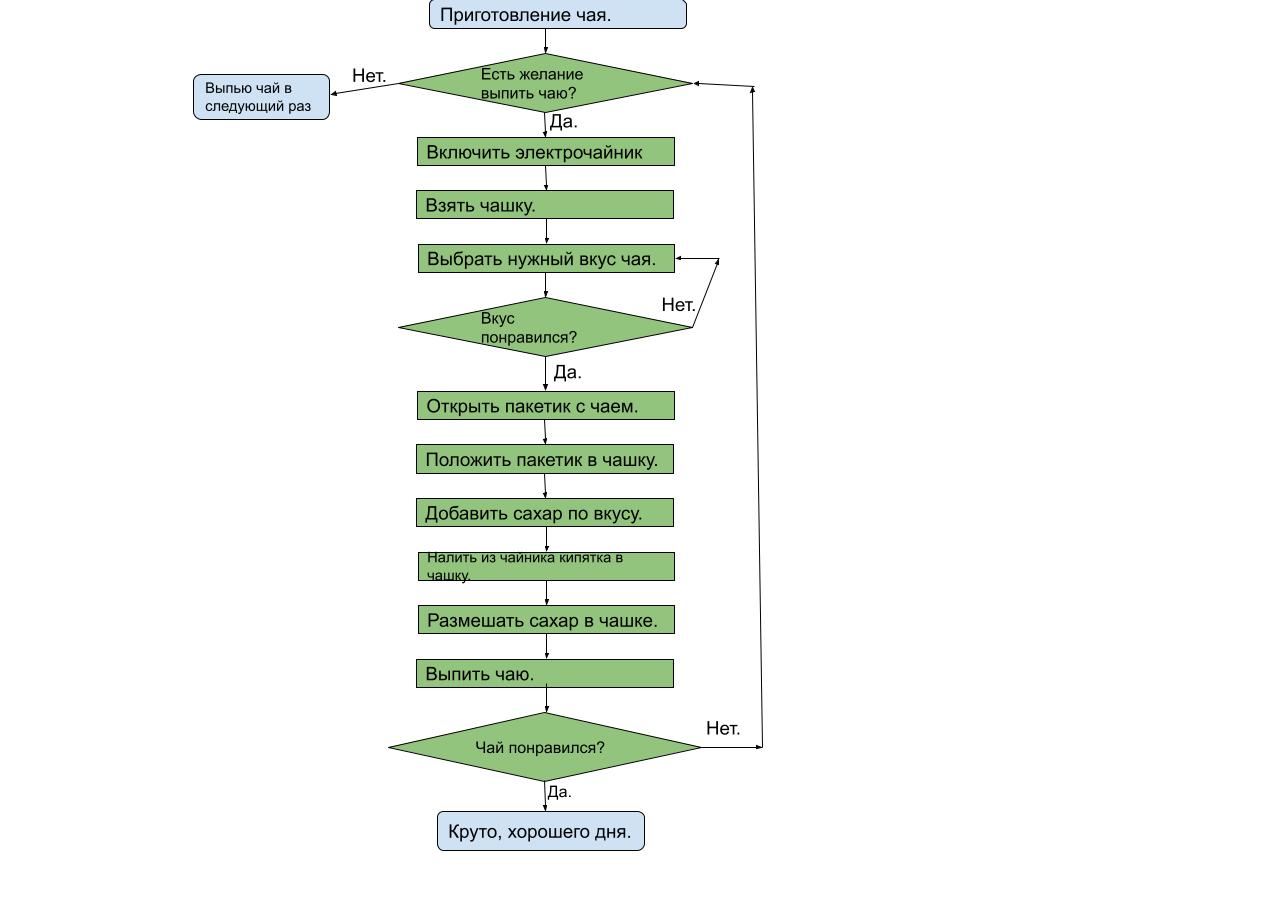 Приготовление чая.
Есть желание
выпить чаю?
Нет.
Выпью чай в
следующий раз
Да.
Включить электрочайник
Взять чашку.
Выбрать нужный вкус чая.
Нет.
Вкус
понравился?
Да.
Открыть пакетик с чаем.
Положить пакетик в чашку.
Добавить сахар по вкусу.
Налить из чайника кипятка в
чашку.
Размешать сахар в чашке.
Выпить чаю.
Нет.
Чай понравился?
Да.
Круто, хорошего дня.